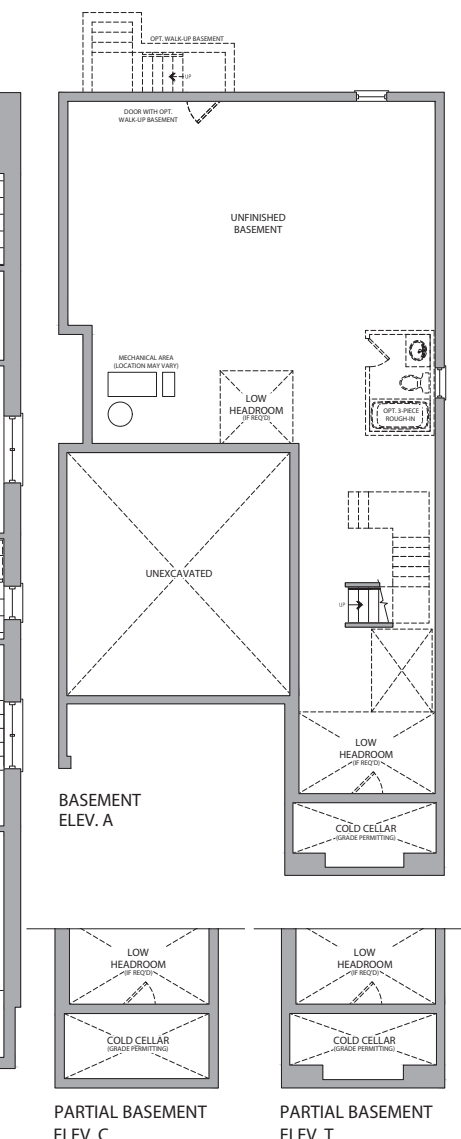 OPT. WALK-UP BASEMENT
UP
DOOR WITH OPT.
WALK-UP BASEMENT
UNFINISHED
BASEMENT
MECHANICAL AREA
(LOCATION MAY VARY)
LOW
HEADROOM
(IF REQ'D)
OPT. 3-PIECE
ROUGH-IN
UNEXCAVATED
UP
LOW
HEADROOM
(IF REQ'D)
BASEMENT
ELEV. A
COLD CELLAR
(GRADE PERMITTING)
LOW
HEADROOM
(IF REQ'D)
COLD CELLAR
(GRADE PERMITTING)
PARTIAL BASEMENT
ELEV. C
LOW
HEADROOM
(IF REQ'D)
COLD CELLAR
(GRADE PERMITTING)
PARTIAL BASEMENT
ELEV. T